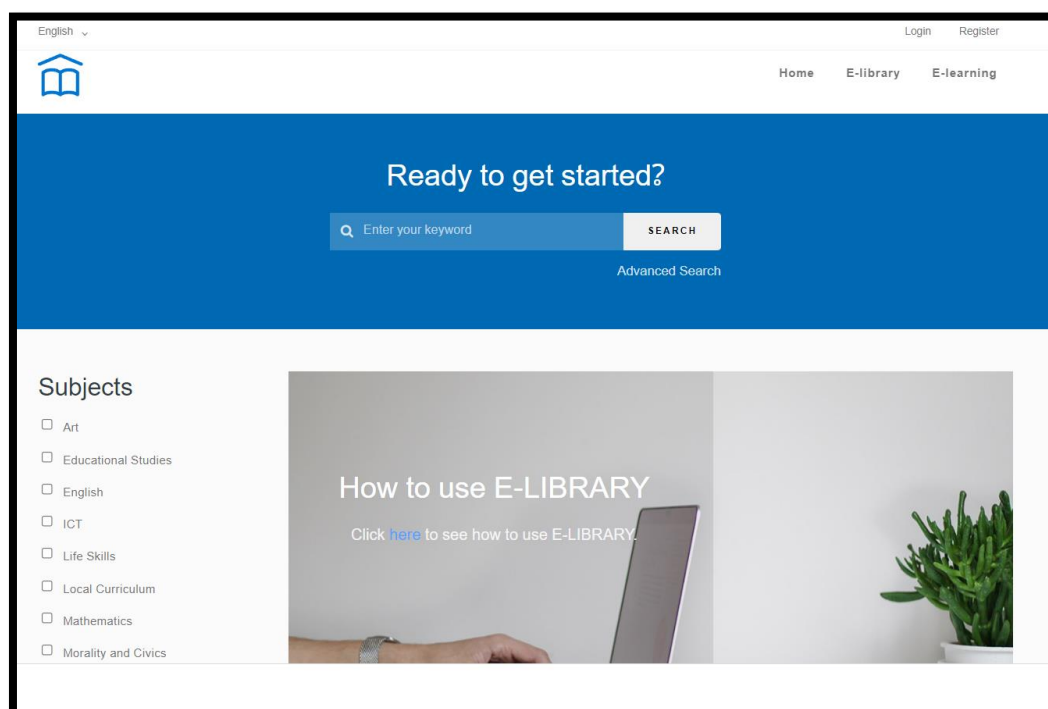 English
Login Register
Home E-library E-learning
Ready to get started?
Enter your keyword SEARCH
Advanced Search
Subjects
Art
Educational Studies
English
ICT
Life Skills
Local Curriculum
Mathematics
Morality and Civics
How to use E-LIBRARY
Click here to see how to use E-LIBRARY.